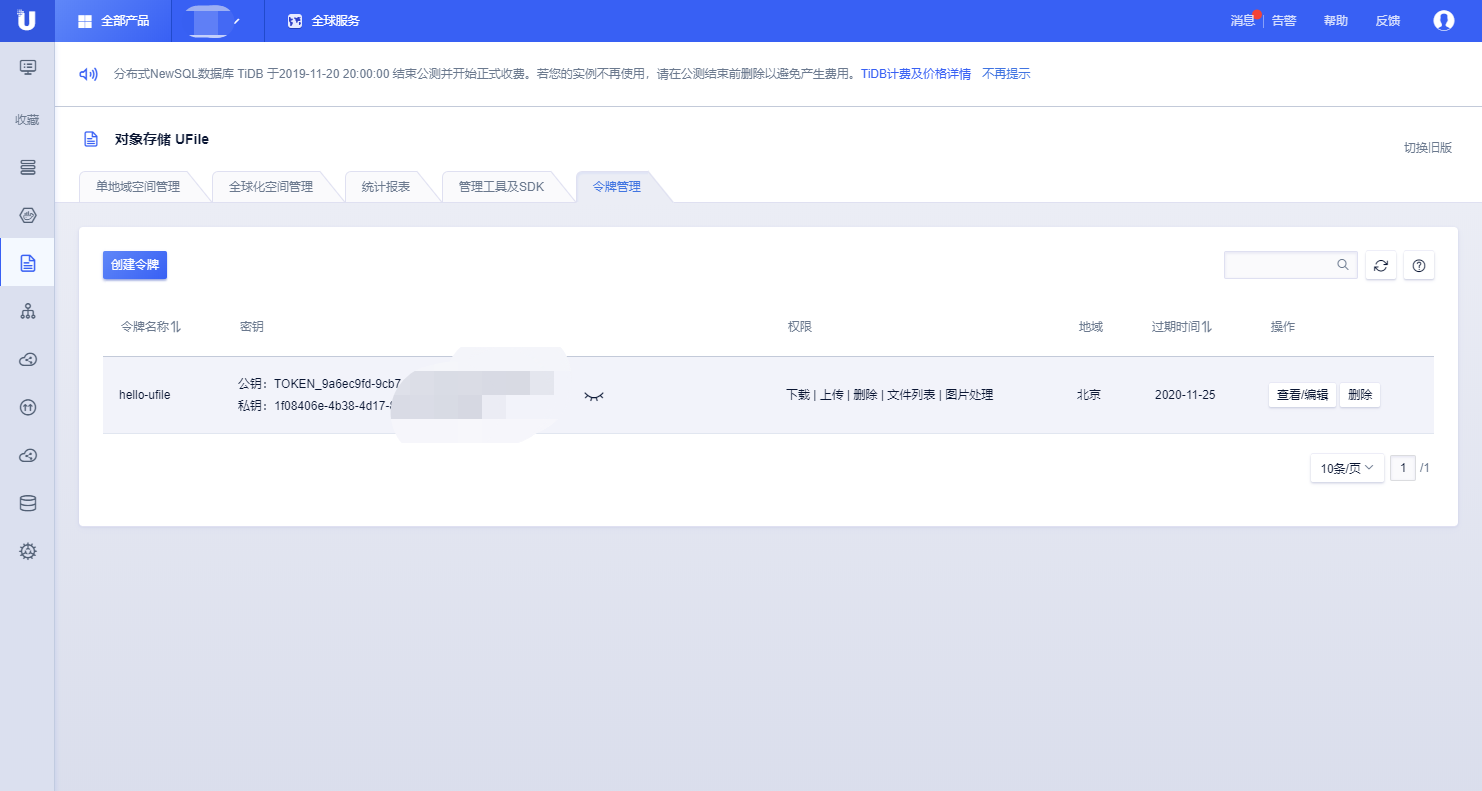 全部产品
全球服务
消息
告警
帮助
反馈
分布式NewSQL数据库 TiDB 于2019-11-20 20:00:00 结束公测并开始正式收费。若您的实例不再使用，请在公测结束前删除以避免产生费用。TiDB计费及价格详情 不再提示
收藏
对象存储 UFile
切换旧版
单地域空间管理
全球化空间管理
统计报表
管理工具及SDK
令牌管理
创建令牌
令牌名称
密钥
权限
地域
过期时间
操作
hello-ufile
公钥：TOKEN_9a6ec9fd-9cb7
私钥：1f08406e-4b38-4d17-
下载 | 上传 | 删除 | 文件列表 | 图片处理
北京
2020-11-25
查看/编辑
删除
10条/页
1 /1